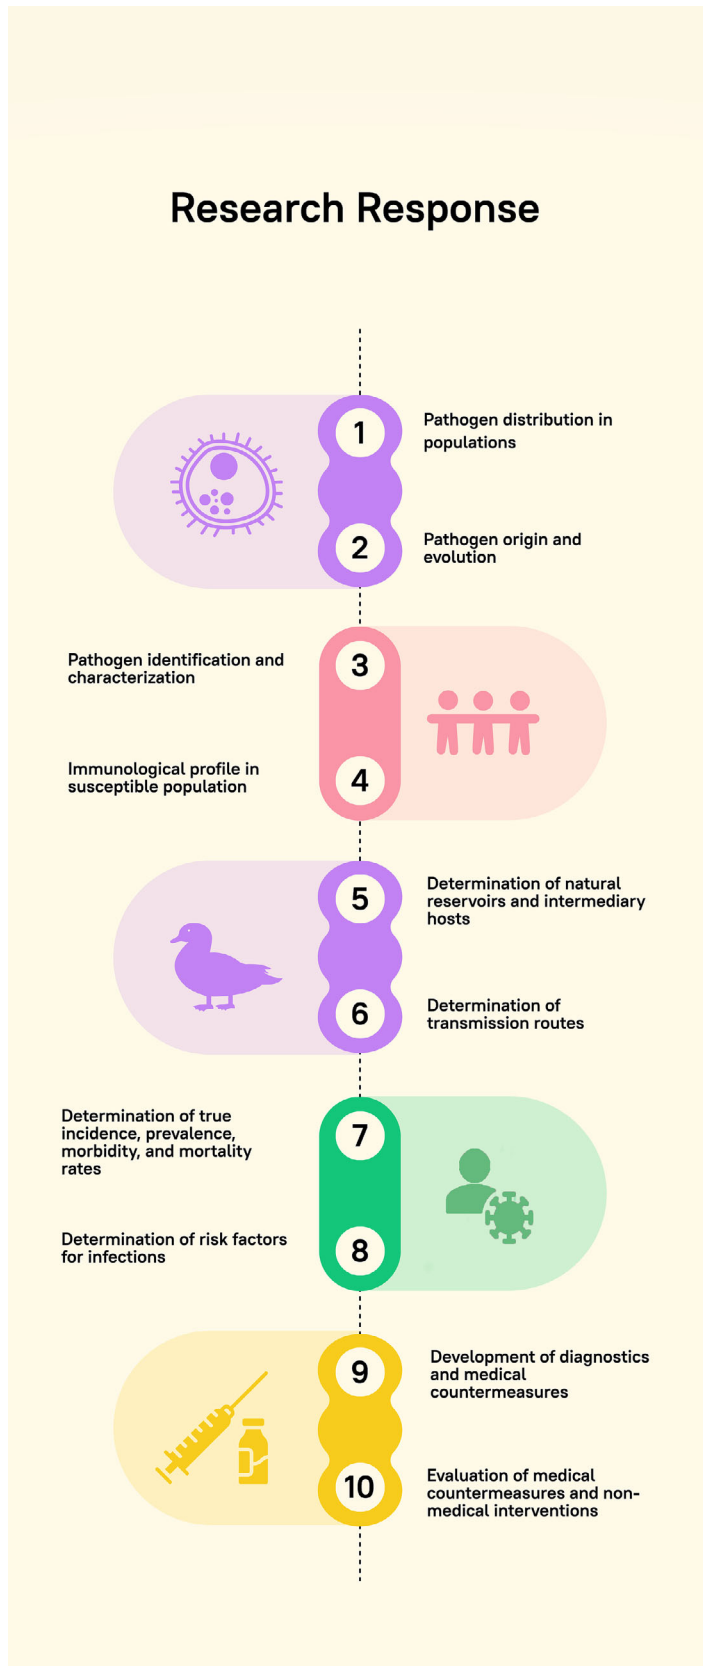 Research Response
1
Pathogen distribution in
populations
2
Pathogen origin and
evolution
3
Pathogen identification and
characterization
4
Immunological profile in
susceptible population
5
Determination of natural
reservoirs and intermediary
hosts
6
Determination of
transmission routes
7
Determination of true
incidence, prevalence,
morbidity, and mortality
rates
8
Determination of risk factors
for infections
9
Development of diagnostics
and medical
countermeasures
10
Evaluation of medical
countermeasures and non-
medical interventions